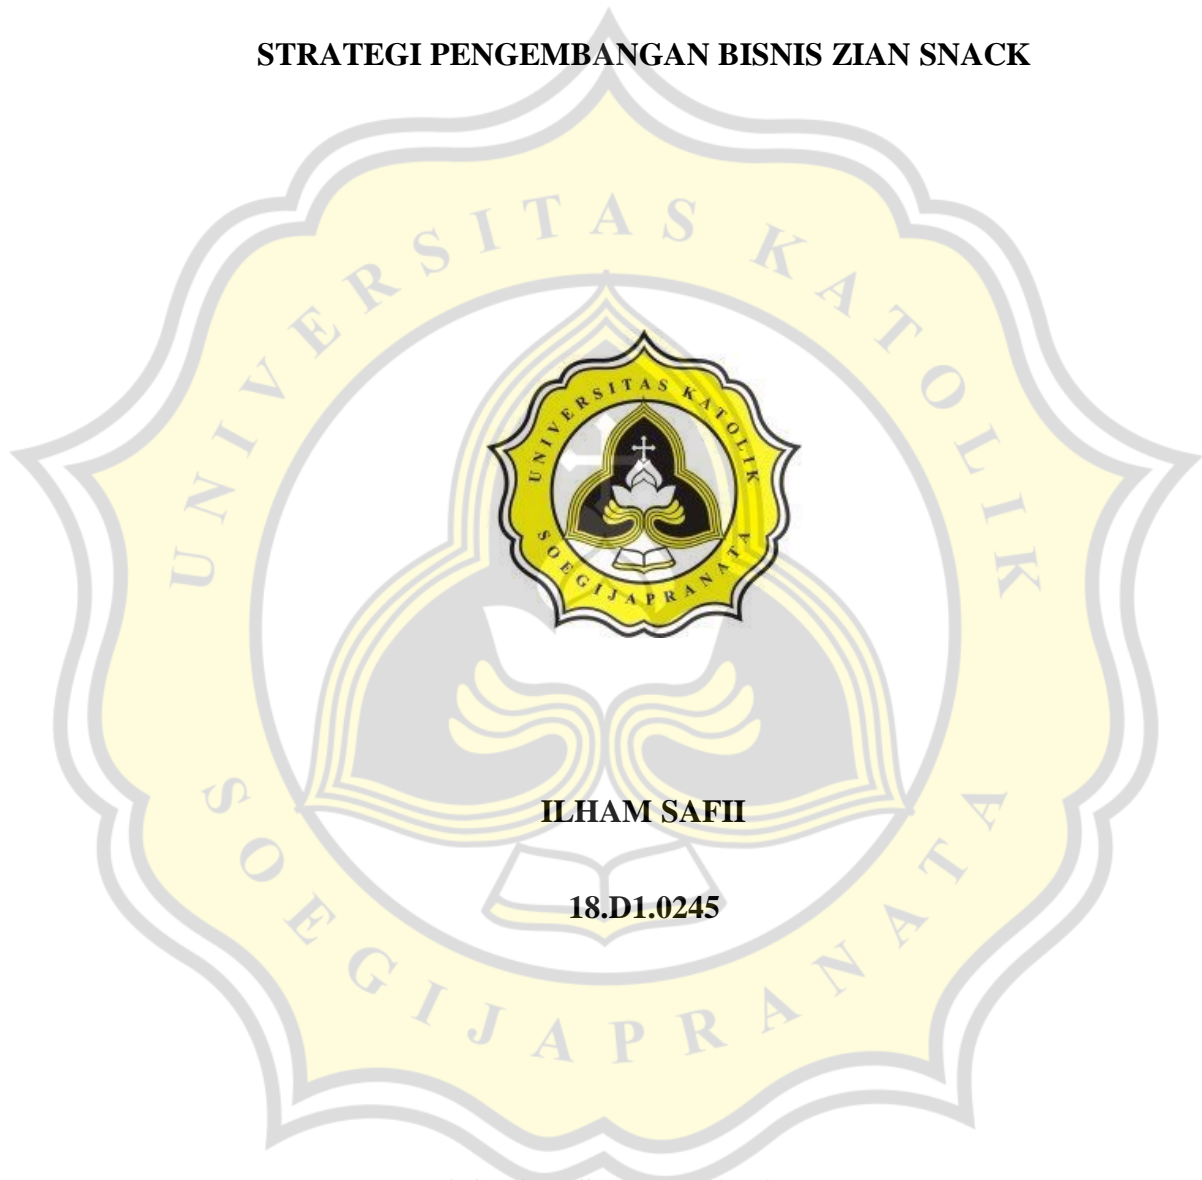 STRATEGI PENGEMBANGAN BISNIS ZIAN SNACK
UNIVERSITAS KATOLIK
SOEGIJAPRANATA
UNIVERSITAS KATOLIK
SOEGIJAPRANATA
ILHAM SAFII
18.D1.0245